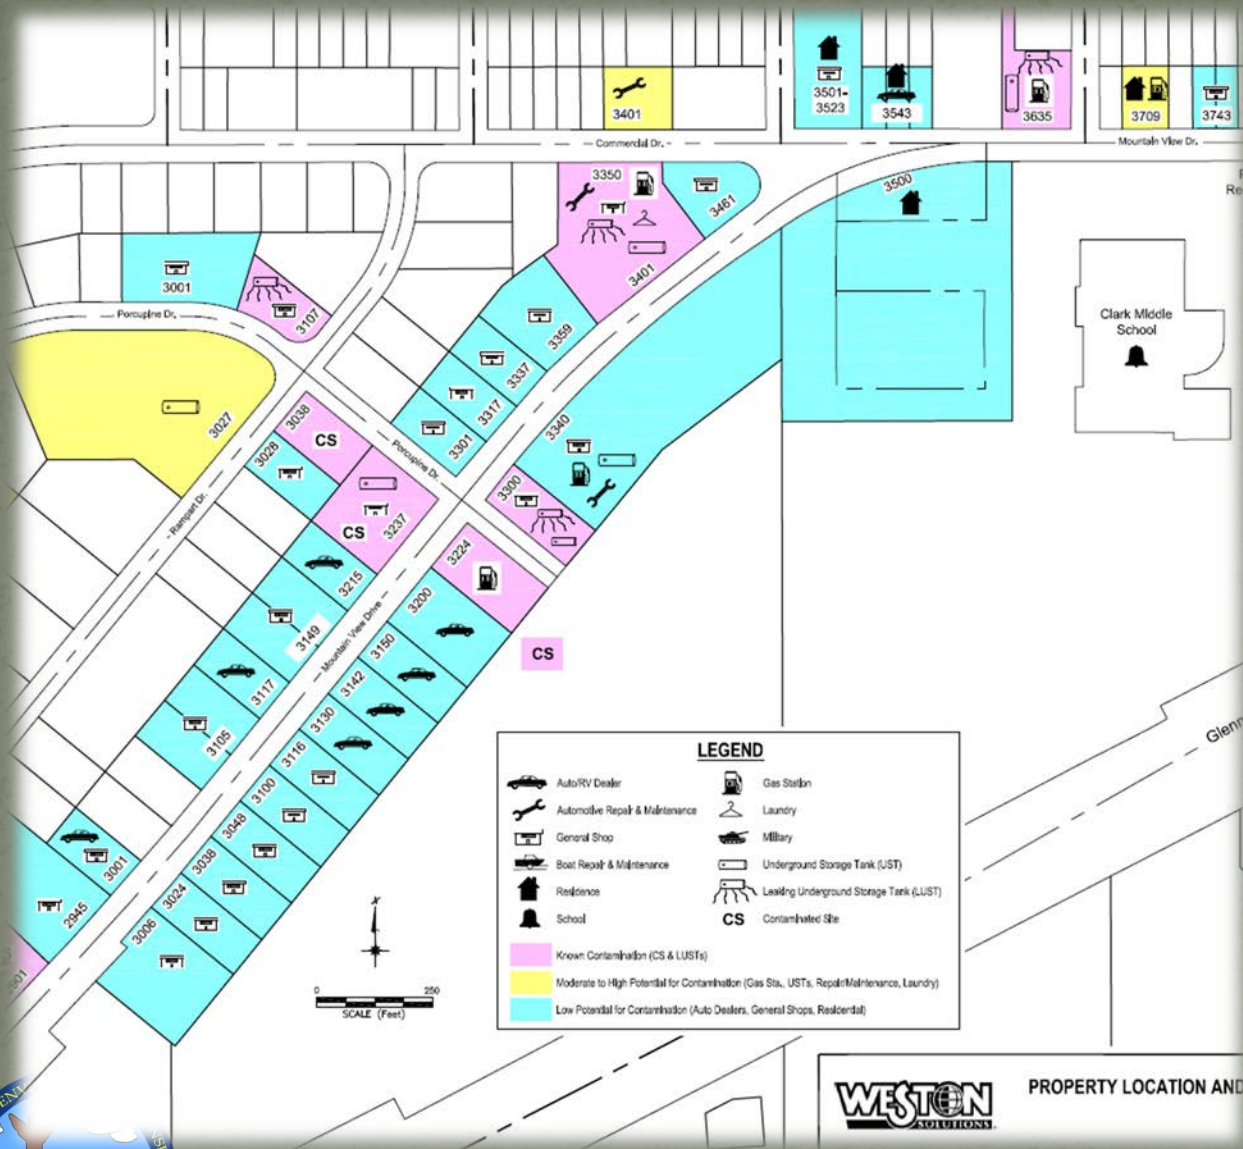 3401
3501-
3523
3543
3635
3709
3743
Commercial Dr.
Mountain View Dr.
3350
3461
3500
3401
3001
3107
Porcupine Dr.
3359
3337
3317
3301
Clark Middle
School
3027
3038
CS
3028
Porcupine Dr.
3340
3300
CS
3237
Rampart Dr.
3224
3215
3200
3149
Mountain View Drive
3150
CS
3117
3142
3105
3130
3116
3100
3048
3001
3038
2945
3024
3006
LEGEND
Auto/RV Dealer
Gas Station
Automotive Repair & Maintenance
Laundry
General Shop
Military
Boat Repair & Maintenance
Underground Storage Tank (UST)
Residence
Leaking Underground Storage Tank (LUST)
School
CS
Contaminated Site
Known Contamination (CS & LUSTs)
Moderate to High Potential for Contamination (Gas Sta., USTs, Repair/Maintenance, Laundry)
Low Potential for Contamination (Auto Dealers, General Shops, Residential)
0 250
SCALE (Feet)
WESTON
SOLUTIONS
PROPERTY LOCATION AND